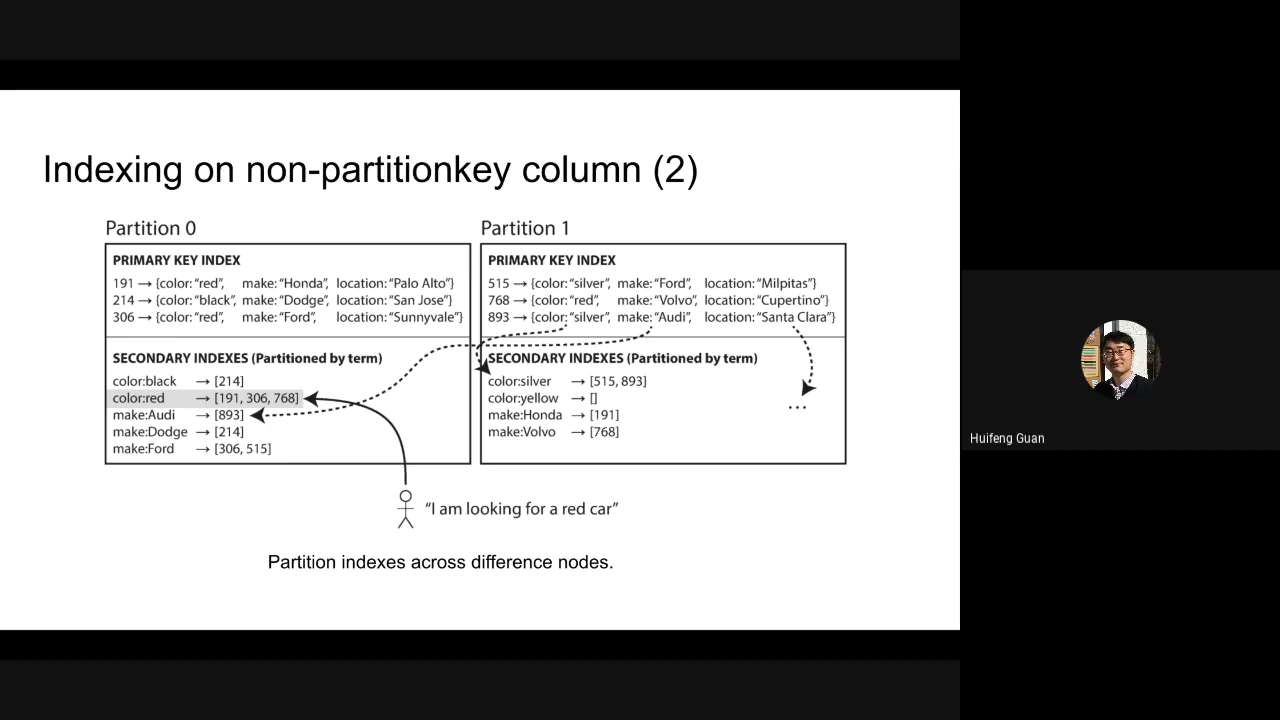 Indexing on non-partitionkey column (2)
Partition 0
PRIMARY KEY INDEX
191 → {color: “red”, make: “Honda”, location: “Palo Alto”}
214 → {color: “black”, make: “Dodge”, location: “San Jose”}
306 → {color: “red”, make: “Ford”, location: “Sunnyvale”}
SECONDARY INDEXES (Partitioned by term)
color:black → [214]
color:red → [191, 306, 768]
make:Audi → [893]
make:Dodge → [214]
make:Ford → [306, 515]
Partition 1
PRIMARY KEY INDEX
515 → {color: “silver”, make: “Ford”, location: “Milpitas”}
768 → {color: “red”, make: “Volvo”, location: “Cupertino”}
893 → {color: “silver”, make: “Audi”, location: “Santa Clara”}
SECONDARY INDEXES (Partitioned by term)
color:silver → [515, 893]
color:yellow → []
make:Honda → [191]
make:Volvo → [768]
...
“I am looking for a red car”
Partition indexes across difference nodes.
Huifeng Guan